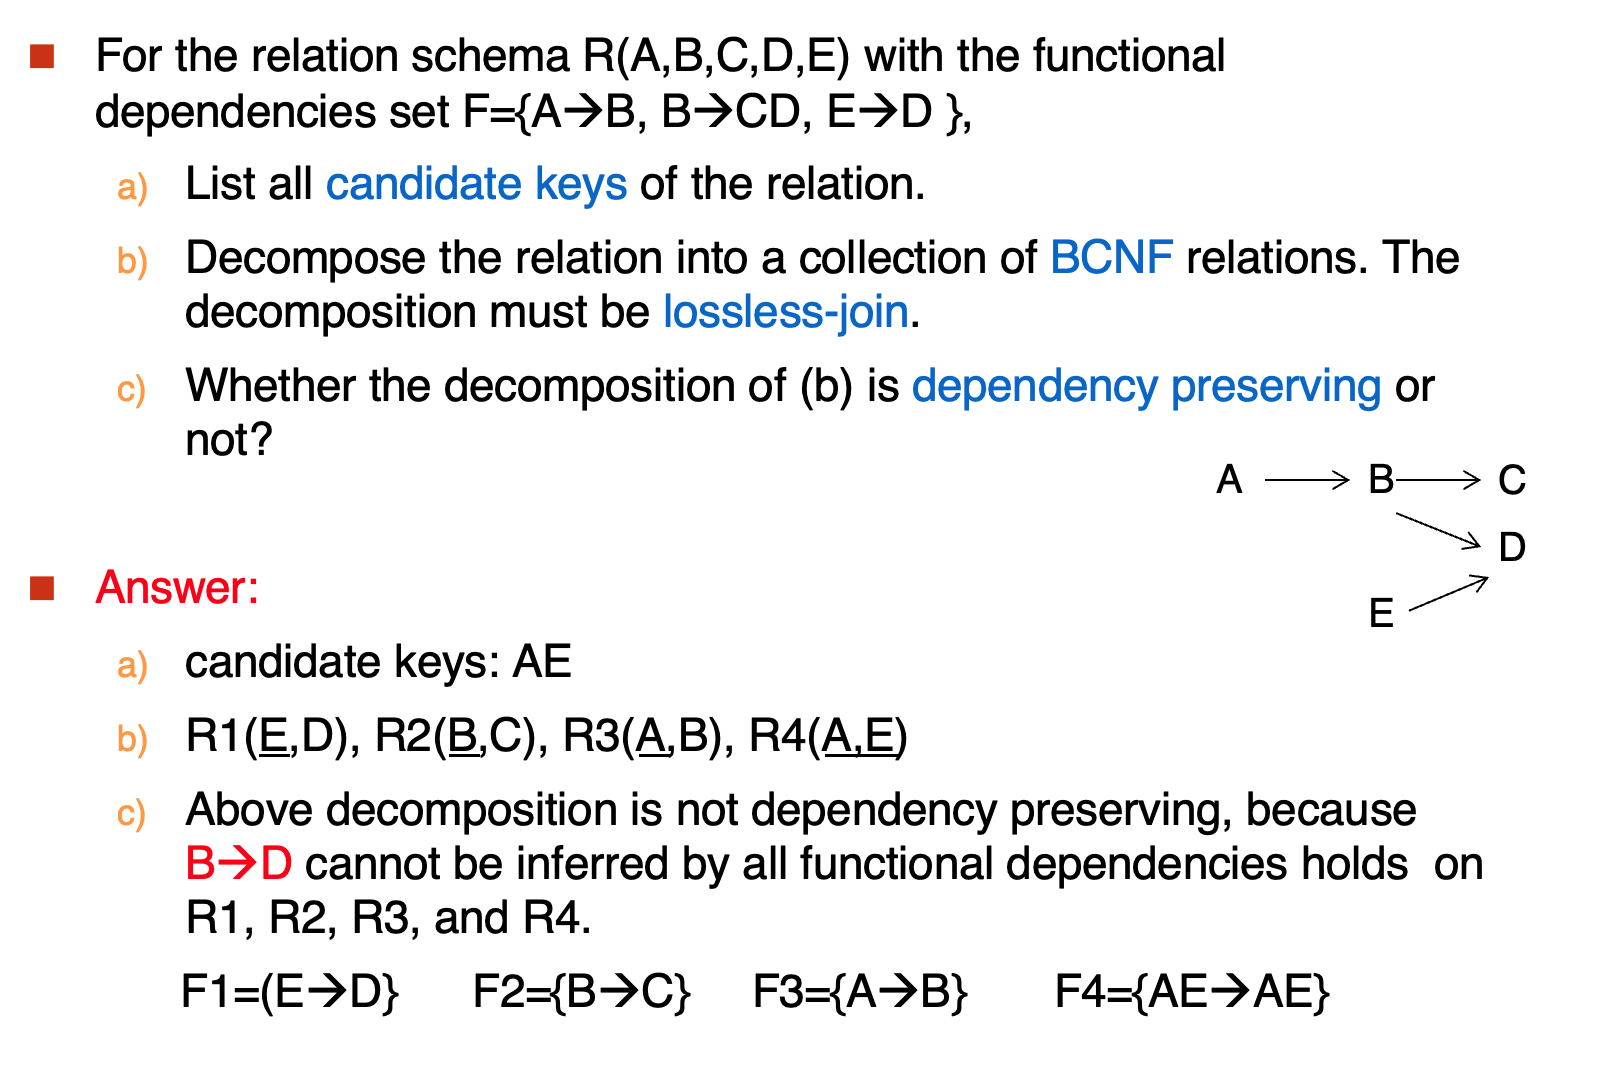 For the relation schema R(A,B,C,D,E) with the functional
dependencies set F={A→B, B→CD, E→D },
a) List all candidate keys of the relation.
b) Decompose the relation into a collection of BCNF relations. The
decomposition must be lossless-join.
c) Whether the decomposition of (b) is dependency preserving or
not?
A B C
D
E
Answer:
a) candidate keys: AE
b) R1(E,D), R2(B,C), R3(A,B), R4(A,E)
c) Above decomposition is not dependency preserving, because
B→D cannot be inferred by all functional dependencies holds on
R1, R2, R3, and R4.
F1=(E→D} F2={B→C} F3={A→B} F4={AE→AE}